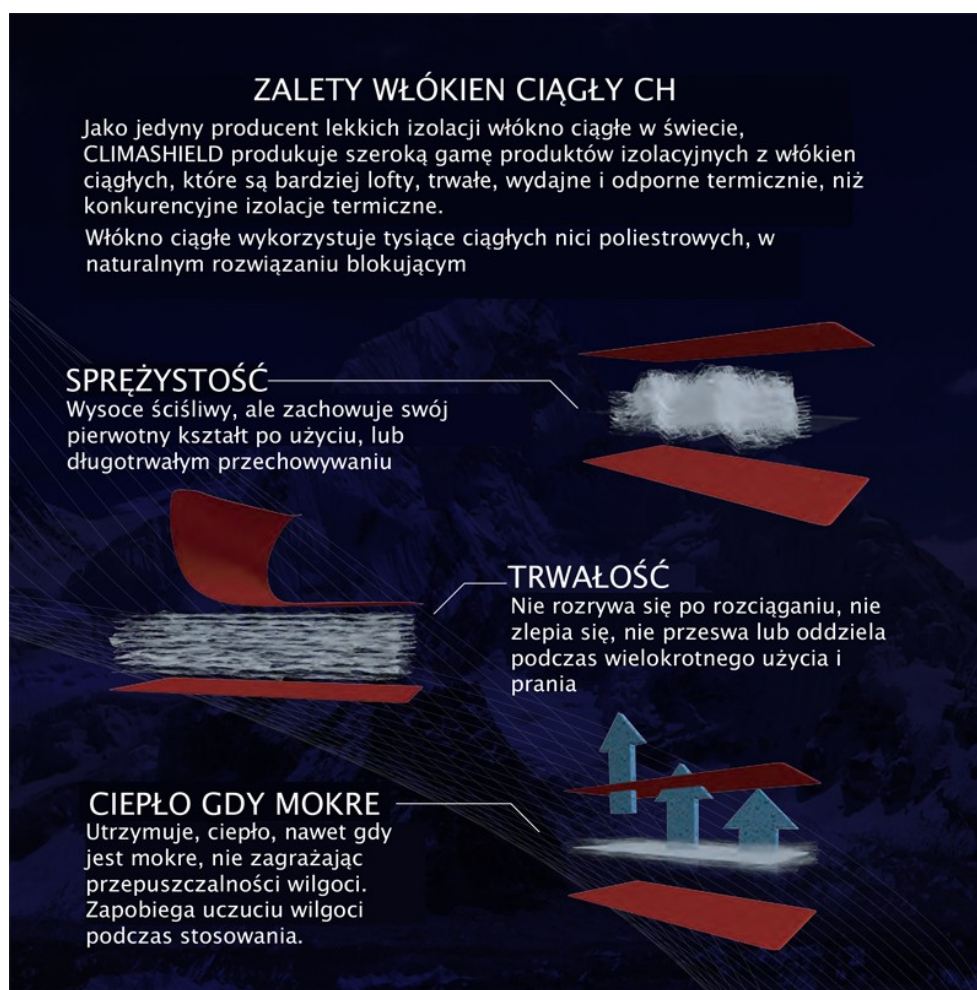 ZALETY WŁÓKIEN CIĄGŁY CH
Jako jedyny producent lekkich izolacji włókno ciągłe w świecie,
CLIMASHIELD produkuje szeroką gamę produktów izolacyjnych z włókien
ciągłych, które są bardziej lofty, trwałe, wydajne i odporne termicznie, niż
konkurencyjne izolacje termiczne.
Włókno ciągłe wykorzystuje tysiące ciągłych nici poliestrowych, w
naturalnym rozwiązaniu blokującym
SPRĘŻYSTOŚĆ
Wysoce ściśliwy, ale zachowuje swój
pierwotny kształt po użyciu, lub
długotrwałym przechowywaniu
TRWAŁOŚĆ
Nie rozrywa się po rozciąganiu, nie
zlepia się, nie przeswa lub oddziela
podczas wielokrotnego użycia i
prania
CIEPŁO GDY MOKRE
Utrzymuje, ciepło, nawet gdy
jest mokre, nie zagrażając
przepuszczalności wilgoci.
Zapobiega uczuciu wilgoci
podczas stosowania.